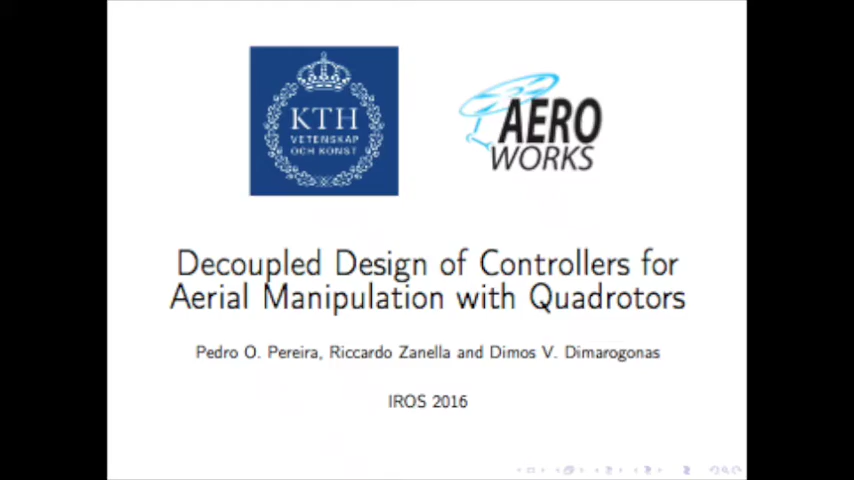 KTH
VETENSKAP
OCH KONST
AERO
WORKS
Decoupled Design of Controllers for
Aerial Manipulation with Quadrotors
Pedro O. Pereira, Riccardo Zanella and Dimos V. Dimarogonas
IROS 2016